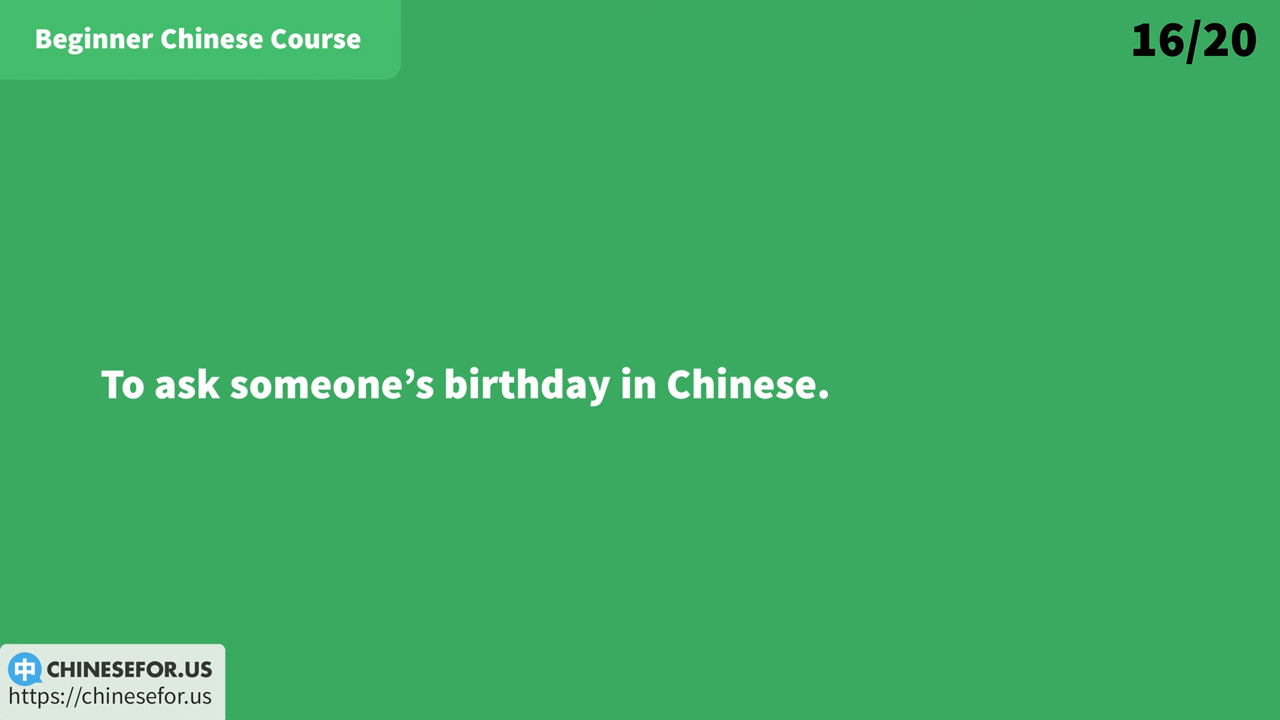 Beginner Chinese Course
16/20
To ask someone’s birthday in Chinese.
中 CHINESEFOR.US
https://chinesefor.us